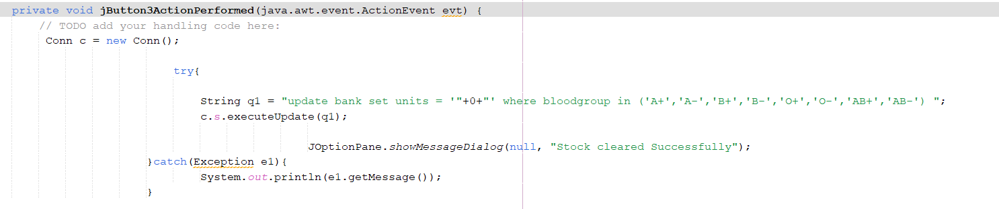 private void jButton3ActionPerformed(java.awt.event.ActionEvent evt) {
// TODO add your handling code here:
Conn c = new Conn();
try{
String q1 = "update bank set units = '"+0+"' where bloodgroup in ('A+','A-','B+','B-','O+','O-','AB+','AB-') ";
c.s.executeUpdate(q1);
JOptionPane.showMessageDialog(null, "Stock cleared Successfully");
}catch(Exception e1){
System.out.println(e1.getMessage());
}